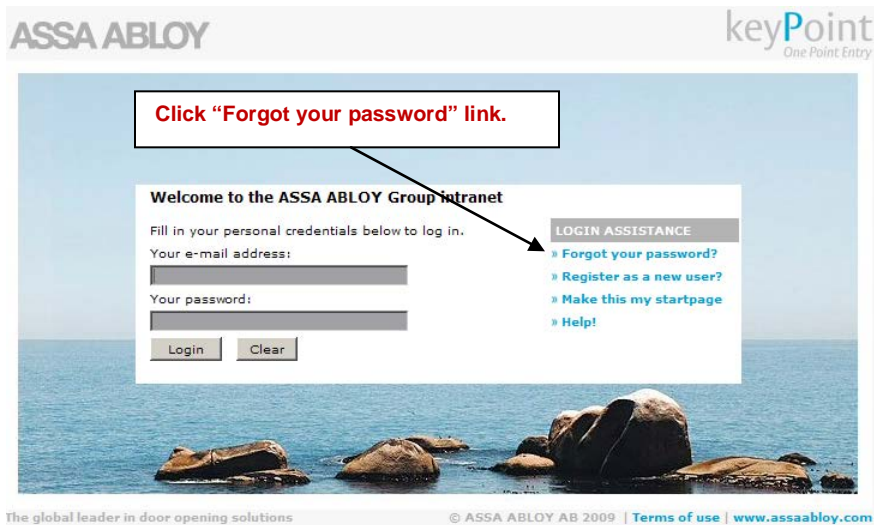 ASSA ABLOY
keyPoint
One Point Entry
Click “Forgot your password” link.
Welcome to the ASSA ABLOY Group intranet
Fill in your personal credentials below to log in.
Your e-mail address:
Your password:
Login Clear
LOGIN ASSISTANCE
» Forgot your password?
» Register as a new user?
» Make this my startpage
» Help!
The global leader in door opening solutions © ASSA ABLOY AB 2009 | Terms of use | www.assaabloy.com